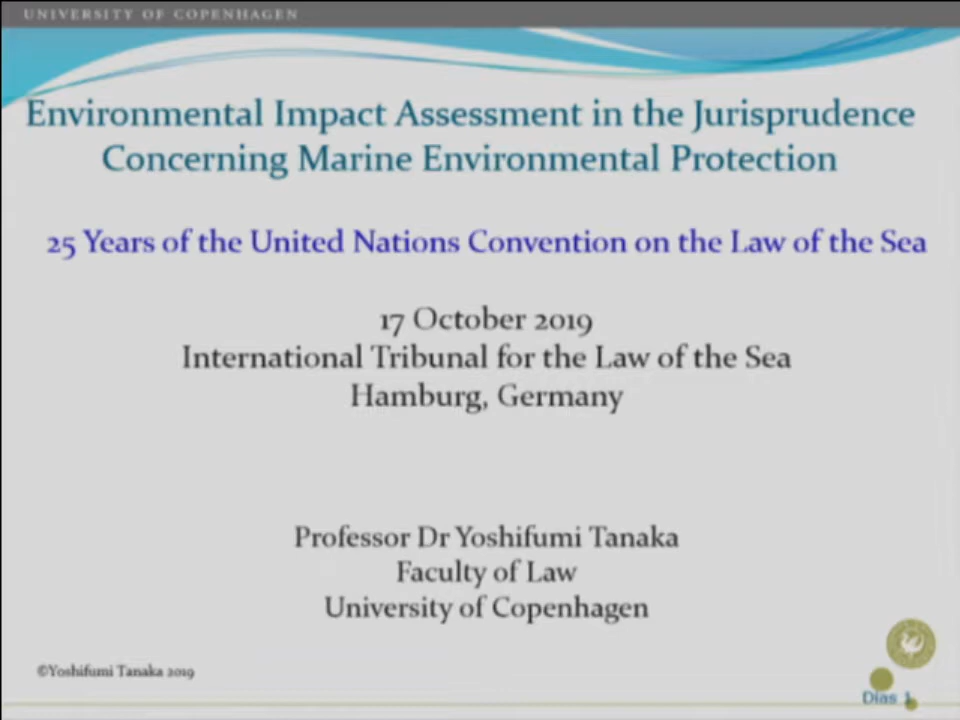 UNIVERSITY OF COPENHAGEN
Environmental Impact Assessment in the Jurisprudence
Concerning Marine Environmental Protection
25 Years of the United Nations Convention on the Law of the Sea
17 October 2019
International Tribunal for the Law of the Sea
Hamburg, Germany
Professor Dr Yoshifumi Tanaka
Faculty of Law
University of Copenhagen
©Yoshifumi Tanaka 2019
Dias 1